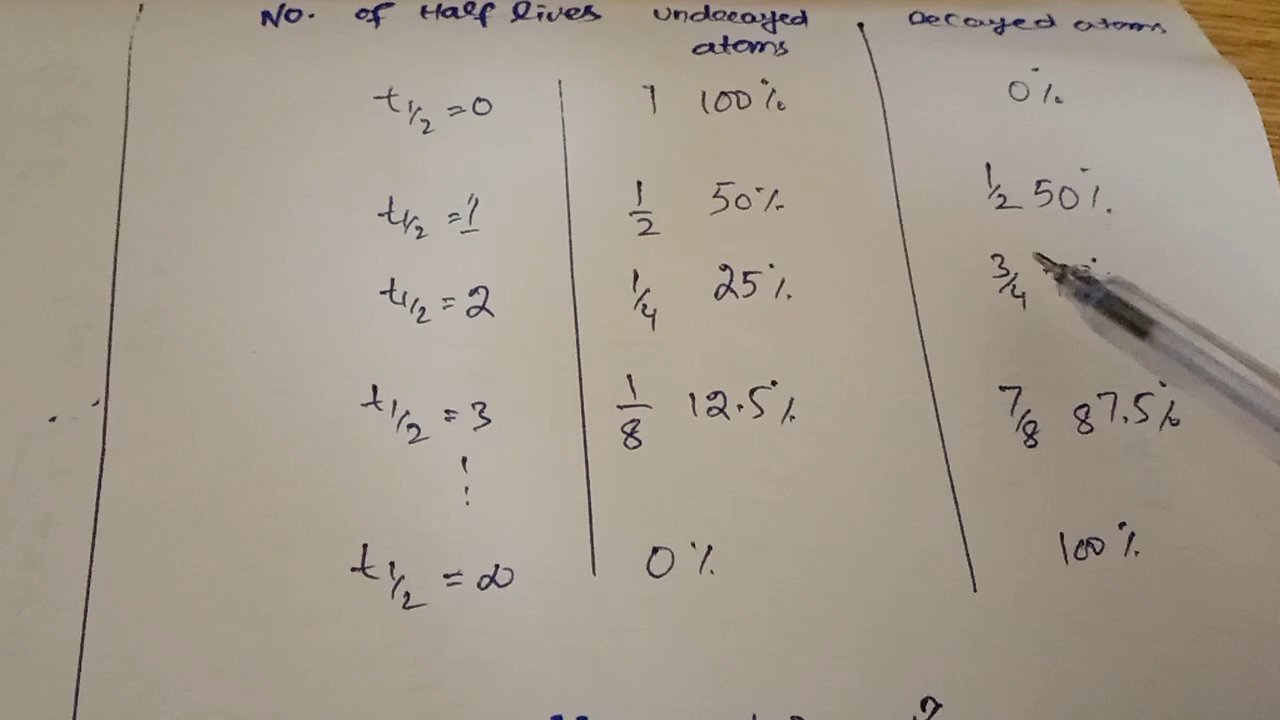 No. of Half lives undecayed atoms Decayed atoms
t1/2 = 0 1 100% 0%
t1/2 = 1 1/2 50% 1/2 50%
t1/2 = 2 1/4 25% 3/4
t1/2 = 3 1/8 12.5% 7/8 87.5%
t1/2 = ∞ 0% 100%
?